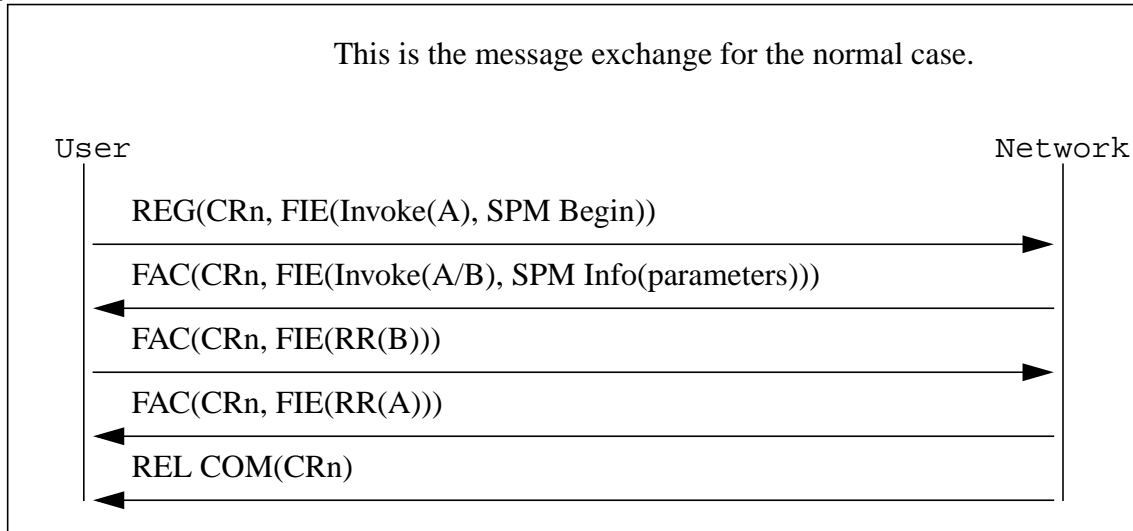 This is the message exchange for the normal case.
User Network
REG(CRn, FIE(Invoke(A), SPM Begin))
FAC(CRn, FIE(Invoke(A/B), SPM Info(parameters)))
FAC(CRn, FIE(RR(B)))
FAC(CRn, FIE(RR(A)))
REL COM(CRn)